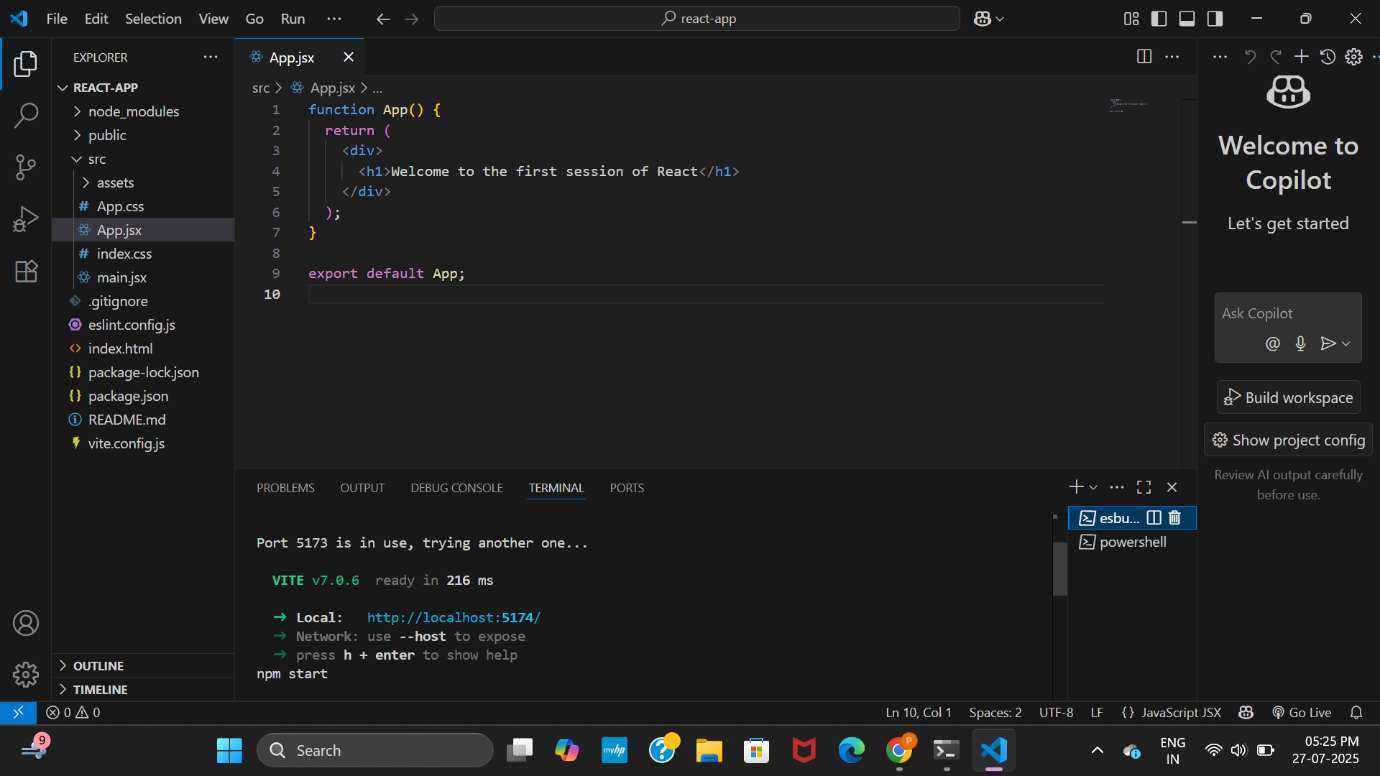 File Edit Selection View Go Run ··· react-app
EXPLORER ···
REACT-APP
node_modules
public
src
assets
# App.css
App.jsx
# index.css
main.jsx
.gitignore
eslint.config.js
<> index.html
{} package-lock.json
{} package.json
README.md
vite.config.js
OUTLINE
TIMELINE
App.jsx
src > App.jsx > ...
1 function App() {
2 return (
3 <div>
4 <h1>Welcome to the first session of React</h1>
5 </div>
6 );
7 }
8
9 export default App;
10
PROBLEMS OUTPUT DEBUG CONSOLE TERMINAL PORTS
Port 5173 is in use, trying another one...
VITE v7.0.6 ready in 216 ms
➜ Local: http://localhost:5174/
➜ Network: use --host to expose
➜ press h + enter to show help
npm start
esbu...
powershell
Welcome to
Copilot
Let's get started
Ask Copilot
@
Build workspace
Show project config
Review AI output carefully
before use.
0 0 Ln 10, Col 1 Spaces: 2 UTF-8 LF {} JavaScript JSX Go Live
9
Search
myhp
P
ENG
IN
05:25 PM
27-07-2025